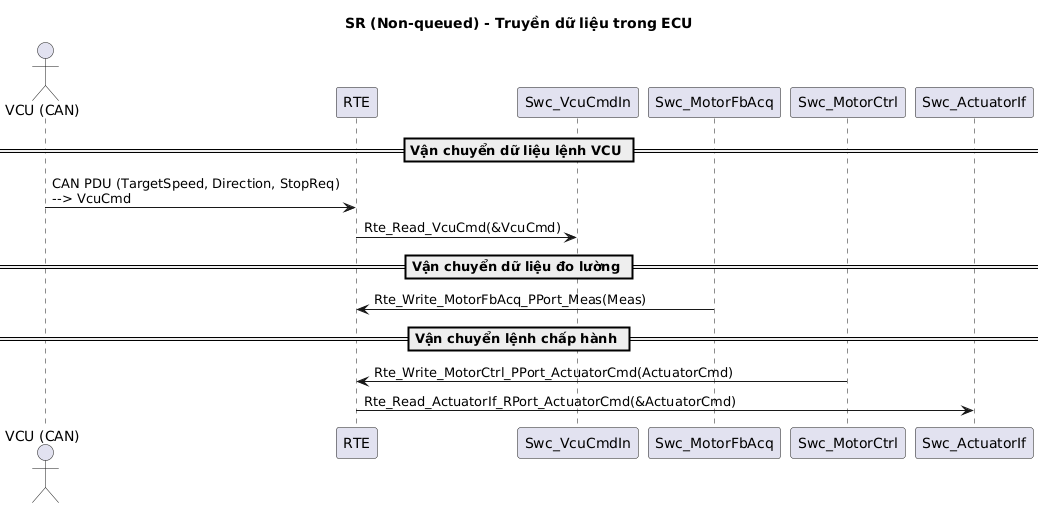 SR (Non-queued) - Truyền dữ liệu trong ECU
VCU (CAN)
RTE
Swc_VcuCmdIn
Swc_MotorFbAcq
Swc_MotorCtrl
Swc_ActuatorIf
Vận chuyển dữ liệu lệnh VCU
CAN PDU (TargetSpeed, Direction, StopReq)
--> VcuCmd
Rte_Read_VcuCmd(&VcuCmd)
Vận chuyển dữ liệu đo lường
Rte_Write_MotorFbAcq_PPort_Meas(Meas)
Vận chuyển lệnh chấp hành
Rte_Write_MotorCtrl_PPort_ActuatorCmd(ActuatorCmd)
Rte_Read_ActuatorIf_RPort_ActuatorCmd(&ActuatorCmd)
VCU (CAN)
RTE
Swc_VcuCmdIn
Swc_MotorFbAcq
Swc_MotorCtrl
Swc_ActuatorIf